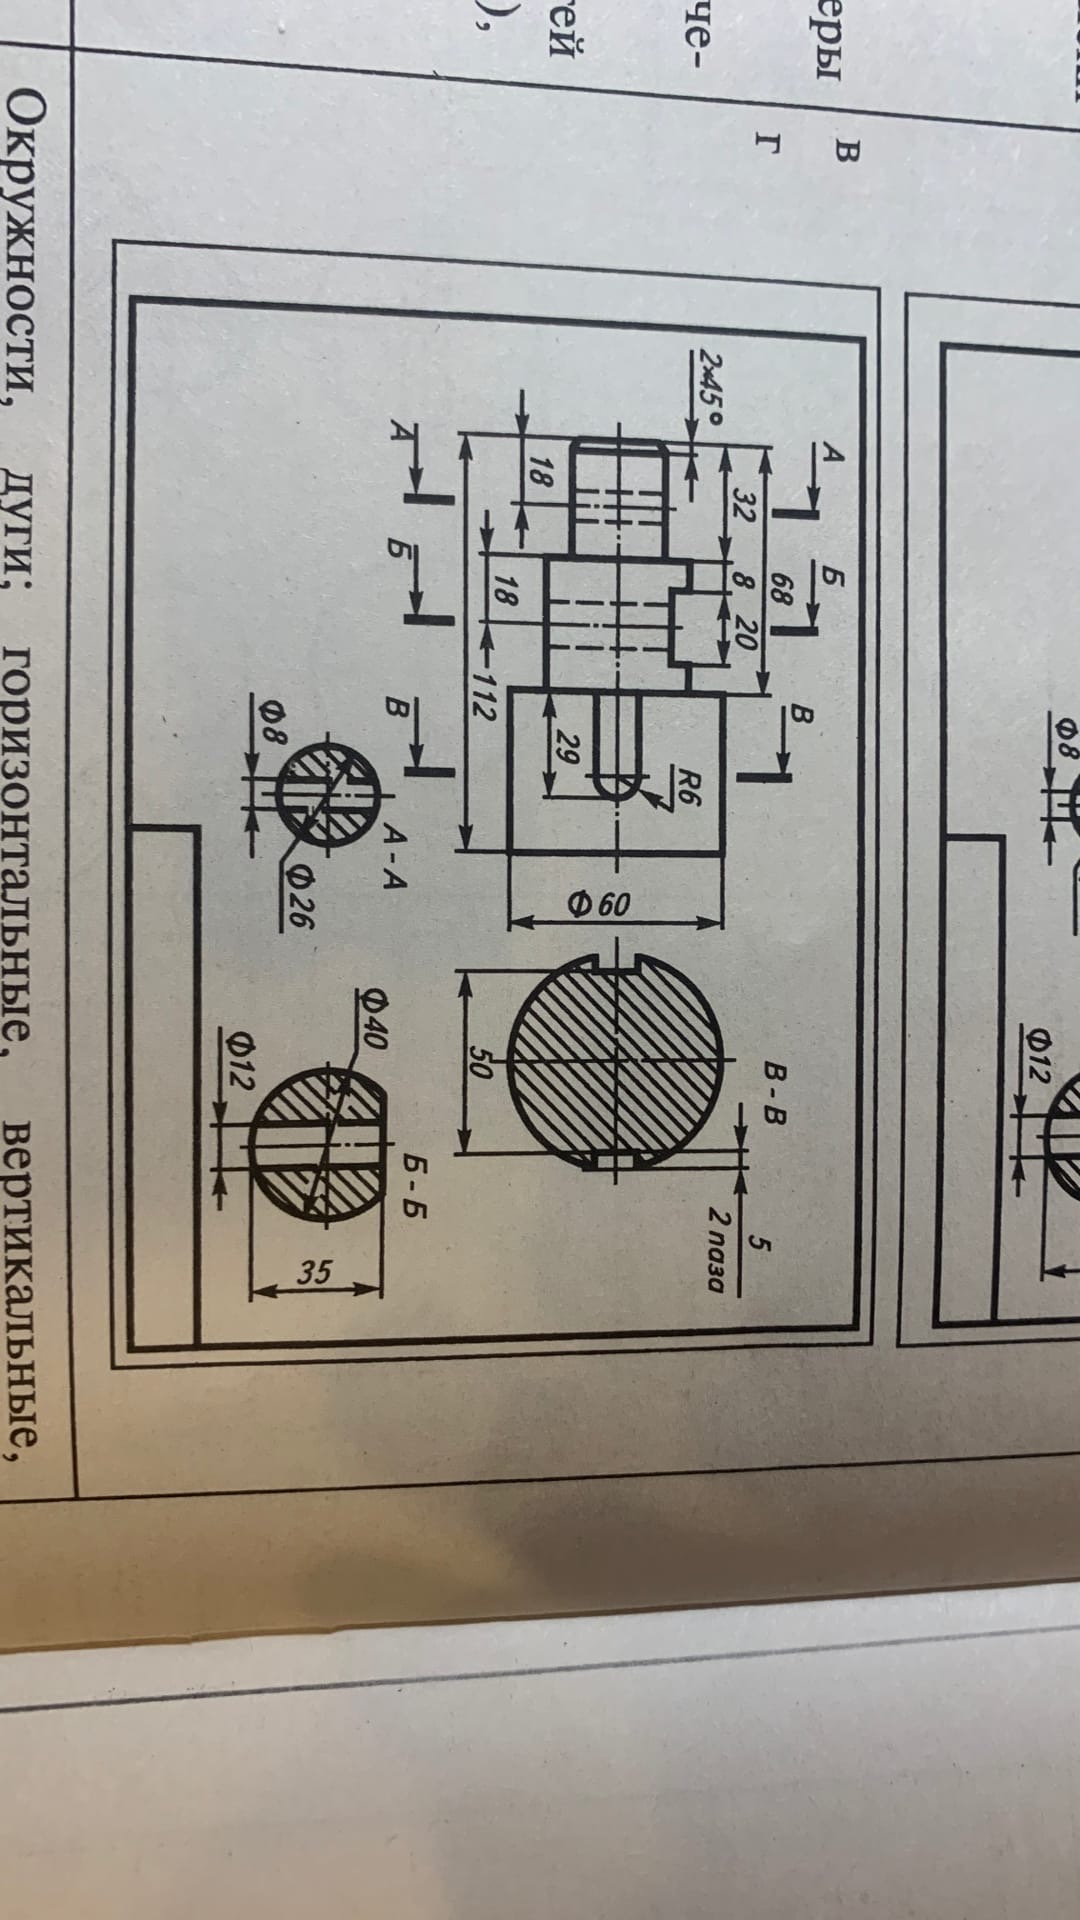 Ф8
Ф12
еры
в
г
че-
тей
),
А
Б
В
68
32
8
20
2×45°
R6
Ф60
29
18
18
112
А
Б
В
В - В
5
2 паза
50
А - А
Ф26
Ф8
Б - Б
Ф40
35
Ф12
Окружности, дуги; горизонтальные, вертикальные,